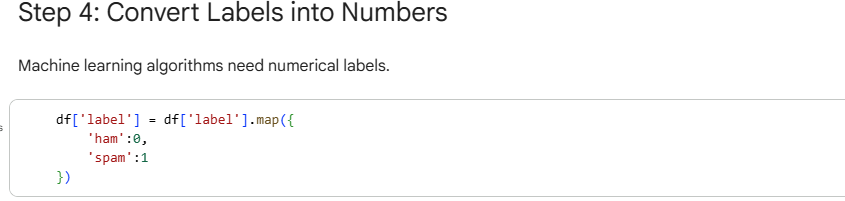 Step 4: Convert Labels into Numbers
Machine learning algorithms need numerical labels.
df['label'] = df['label'].map({
    'ham':0,
    'spam':1
})